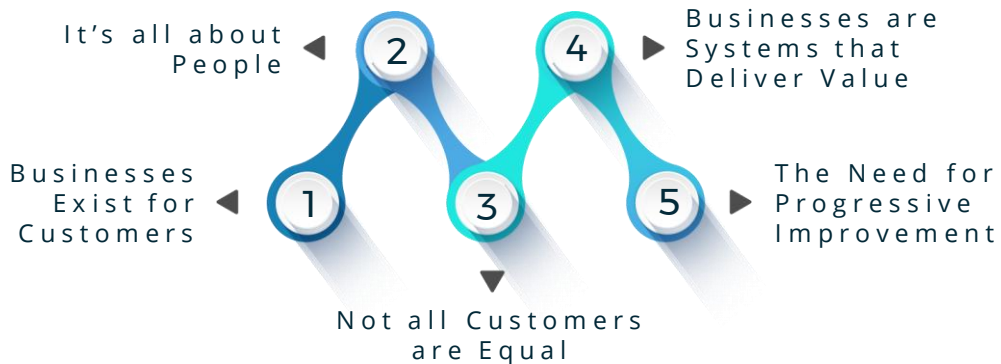 1
Businesses
Exist for
Customers
2
It's all about
People
3
Not all Customers
are Equal
4
Businesses are
Systems that
Deliver Value
5
The Need for
Progressive
Improvement